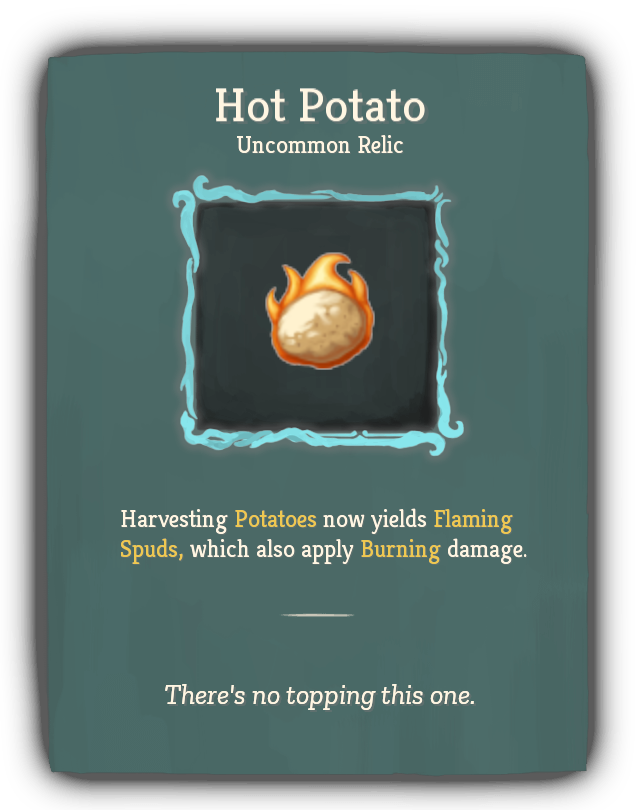 Hot Potato
Uncommon Relic
Harvesting Potatoes now yields Flaming
Spuds, which also apply Burning damage.
There's no topping this one.